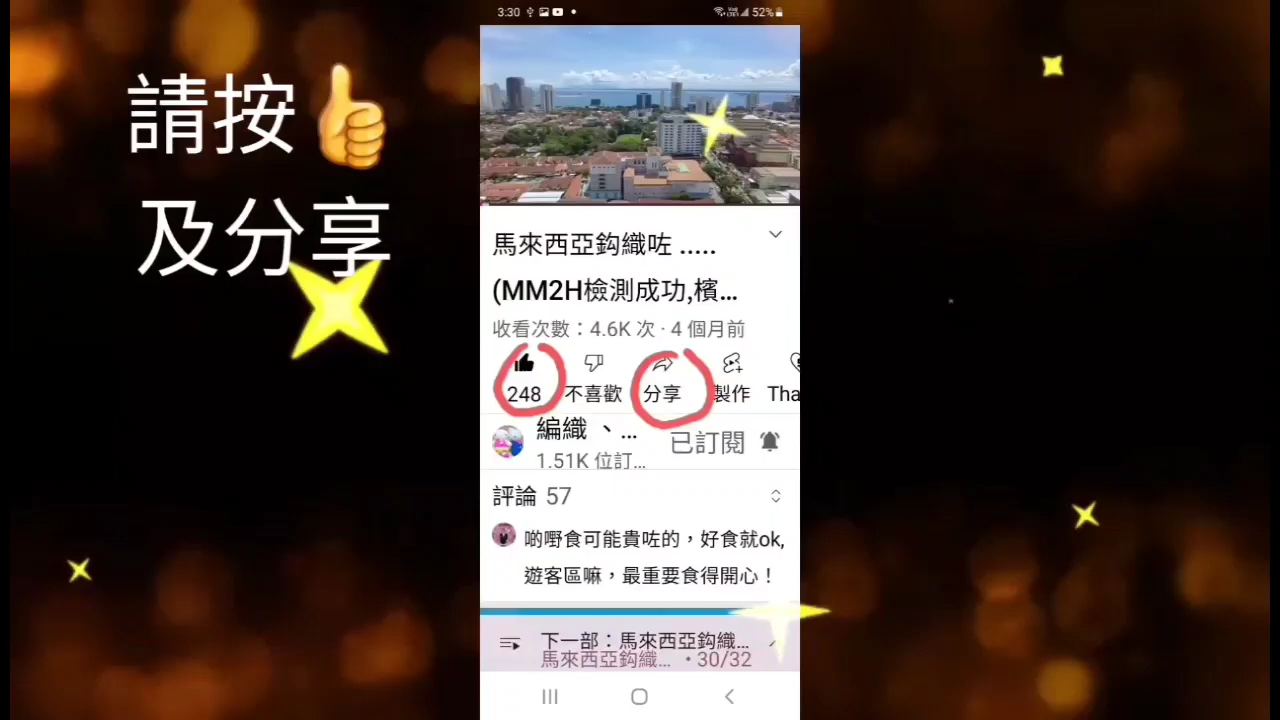 請按👍
及分享
3:30
52%
馬來西亞鈎織咗 .....
(MM2H檢測成功,檳...
收看次數：4.6K 次 · 4 個月前
248
不喜歡
分享
製作
Tha
編織 、...
已訂閱
1.51K 位訂...
評論 57
啲嘢食可能貴咗的，好食就ok,
遊客區嘛，最重要食得開心！
下一部：馬來西亞鈎織...
馬來西亞鈎織... • 30/32